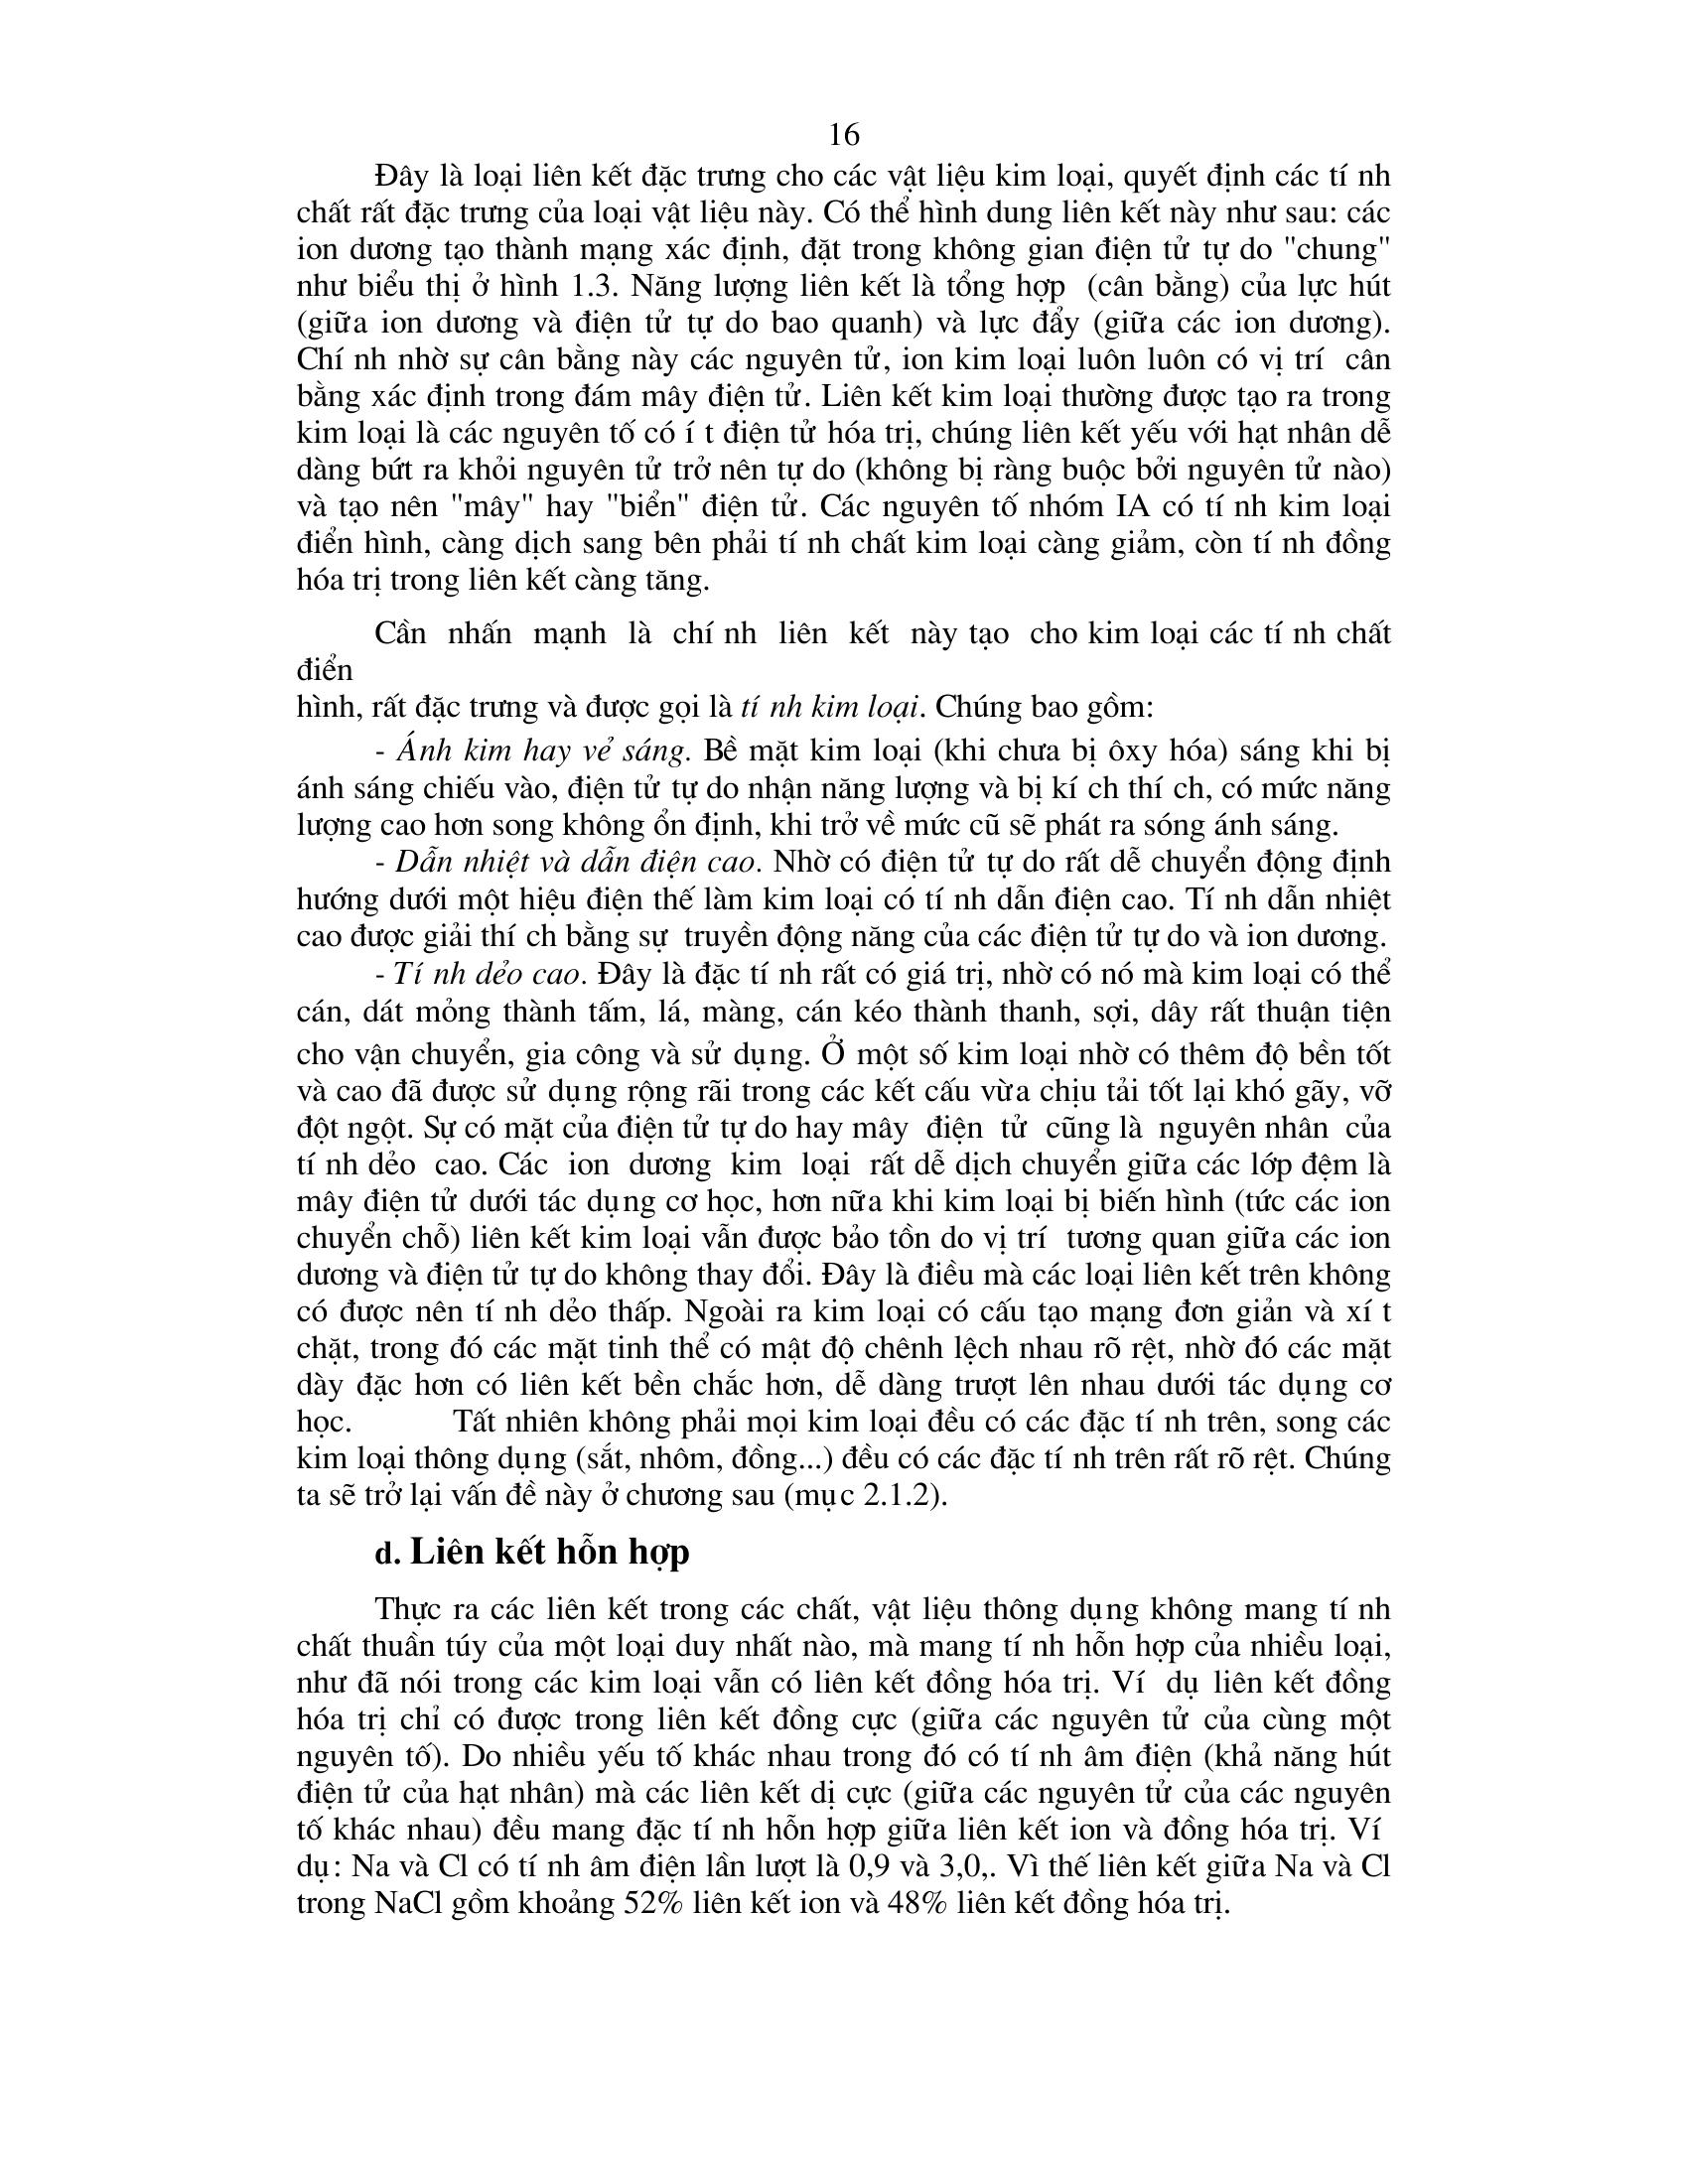 16
Đây là loại liên kết đặc trưng cho các vật liệu kim loại, quyết định các tí nh
chất rất đặc trưng của loại vật liệu này. Có thể hình dung liên kết này như sau: các
ion dương tạo thành mạng xác định, đặt trong không gian điện tử tự do "chung"
như biểu thị ở hình 1.3. Năng lượng liên kết là tổng hợp (cân bằng) của lực hút
(giữa ion dương và điện tử tự do bao quanh) và lực đẩy (giữa các ion dương).
Chí nh nhờ sự cân bằng này các nguyên tử, ion kim loại luôn luôn có vị trí cân
bằng xác định trong đám mây điện tử. Liên kết kim loại thường được tạo ra trong
kim loại là các nguyên tố có í t điện tử hóa trị, chúng liên kết yếu với hạt nhân dễ
dàng bứt ra khỏi nguyên tử trở nên tự do (không bị ràng buộc bởi nguyên tử nào)
và tạo nên "mây" hay "biển" điện tử. Các nguyên tố nhóm IA có tí nh kim loại
điển hình, càng dịch sang bên phải tí nh chất kim loại càng giảm, còn tí nh đồng
hóa trị trong liên kết càng tăng.
Cần nhấn mạnh là chí nh liên kết này tạo cho kim loại các tí nh chất
điển
hình, rất đặc trưng và được gọi là tí nh kim loại. Chúng bao gồm:
- Ánh kim hay vẻ sáng. Bề mặt kim loại (khi chưa bị ôxy hóa) sáng khi bị
ánh sáng chiếu vào, điện tử tự do nhận năng lượng và bị kí ch thí ch, có mức năng
lượng cao hơn song không ổn định, khi trở về mức cũ sẽ phát ra sóng ánh sáng.
- Dẫn nhiệt và dẫn điện cao. Nhờ có điện tử tự do rất dễ chuyển động định
hướng dưới một hiệu điện thế làm kim loại có tí nh dẫn điện cao. Tí nh dẫn nhiệt
cao được giải thí ch bằng sự truyền động năng của các điện tử tự do và ion dương.
- Tí nh dẻo cao. Đây là đặc tí nh rất có giá trị, nhờ có nó mà kim loại có thể
cán, dát mỏng thành tấm, lá, màng, cán kéo thành thanh, sợi, dây rất thuận tiện
cho vận chuyển, gia công và sử dụng. Ở một số kim loại nhờ có thêm độ bền tốt
và cao đã được sử dụng rộng rãi trong các kết cấu vừa chịu tải tốt lại khó gãy, vỡ
đột ngột. Sự có mặt của điện tử tự do hay mây điện tử cũng là nguyên nhân của
tí nh dẻo cao. Các ion dương kim loại rất dễ dịch chuyển giữa các lớp đệm là
mây điện tử dưới tác dụng cơ học, hơn nữa khi kim loại bị biến hình (tức các ion
chuyển chỗ) liên kết kim loại vẫn được bảo tồn do vị trí tương quan giữa các ion
dương và điện tử tự do không thay đổi. Đây là điều mà các loại liên kết trên không
có được nên tí nh dẻo thấp. Ngoài ra kim loại có cấu tạo mạng đơn giản và xí t
chặt, trong đó các mặt tinh thể có mật độ chênh lệch nhau rõ rệt, nhờ đó các mặt
dày đặc hơn có liên kết bền chắc hơn, dễ dàng trượt lên nhau dưới tác dụng cơ
học. Tất nhiên không phải mọi kim loại đều có các đặc tí nh trên, song các
kim loại thông dụng (sắt, nhôm, đồng...) đều có các đặc tí nh trên rất rõ rệt. Chúng
ta sẽ trở lại vấn đề này ở chương sau (mục 2.1.2).
d. Liên kết hỗn hợp
Thực ra các liên kết trong các chất, vật liệu thông dụng không mang tí nh
chất thuần túy của một loại duy nhất nào, mà mang tí nh hỗn hợp của nhiều loại,
như đã nói trong các kim loại vẫn có liên kết đồng hóa trị. Ví dụ liên kết đồng
hóa trị chỉ có được trong liên kết đồng cực (giữa các nguyên tử của cùng một
nguyên tố). Do nhiều yếu tố khác nhau trong đó có tí nh âm điện (khả năng hút
điện tử của hạt nhân) mà các liên kết dị cực (giữa các nguyên tử của các nguyên
tố khác nhau) đều mang đặc tí nh hỗn hợp giữa liên kết ion và đồng hóa trị. Ví
dụ: Na và Cl có tí nh âm điện lần lượt là 0,9 và 3,0,. Vì thế liên kết giữa Na và Cl
trong NaCl gồm khoảng 52% liên kết ion và 48% liên kết đồng hóa trị.